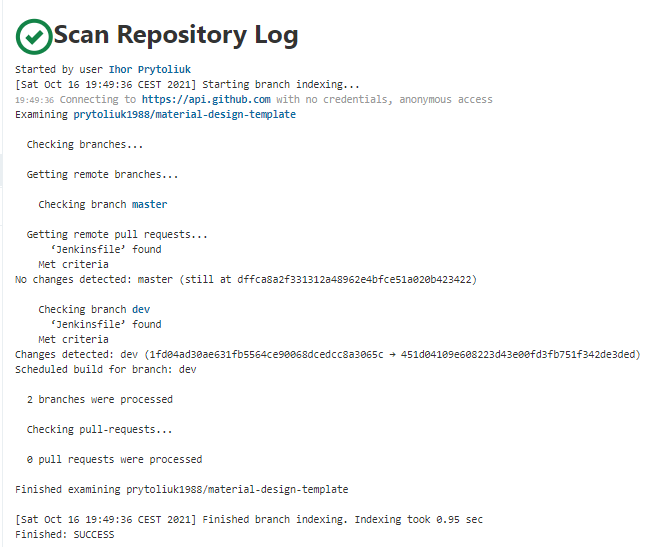 Scan Repository Log
Started by user Ihor Prytoliuk
[Sat Oct 16 19:49:36 CEST 2021] Starting branch indexing...
19:49:36 Connecting to https://api.github.com with no credentials, anonymous access
Examining prytoliuk1988/material-design-template
Checking branches...
Getting remote branches...
Checking branch master
Getting remote pull requests...
‘Jenkinsfile’ found
Met criteria
No changes detected: master (still at dffca8a2f331312a48962e4bfce51a020b423422)
Checking branch dev
‘Jenkinsfile’ found
Met criteria
Changes detected: dev (1fd04ad30ae631fb5564ce90068dcedcc8a3065c → 451d04109e608223d43e00fd3fb751f342de3ded)
Scheduled build for branch: dev
2 branches were processed
Checking pull-requests...
0 pull requests were processed
Finished examining prytoliuk1988/material-design-template
[Sat Oct 16 19:49:36 CEST 2021] Finished branch indexing. Indexing took 0.95 sec
Finished: SUCCESS